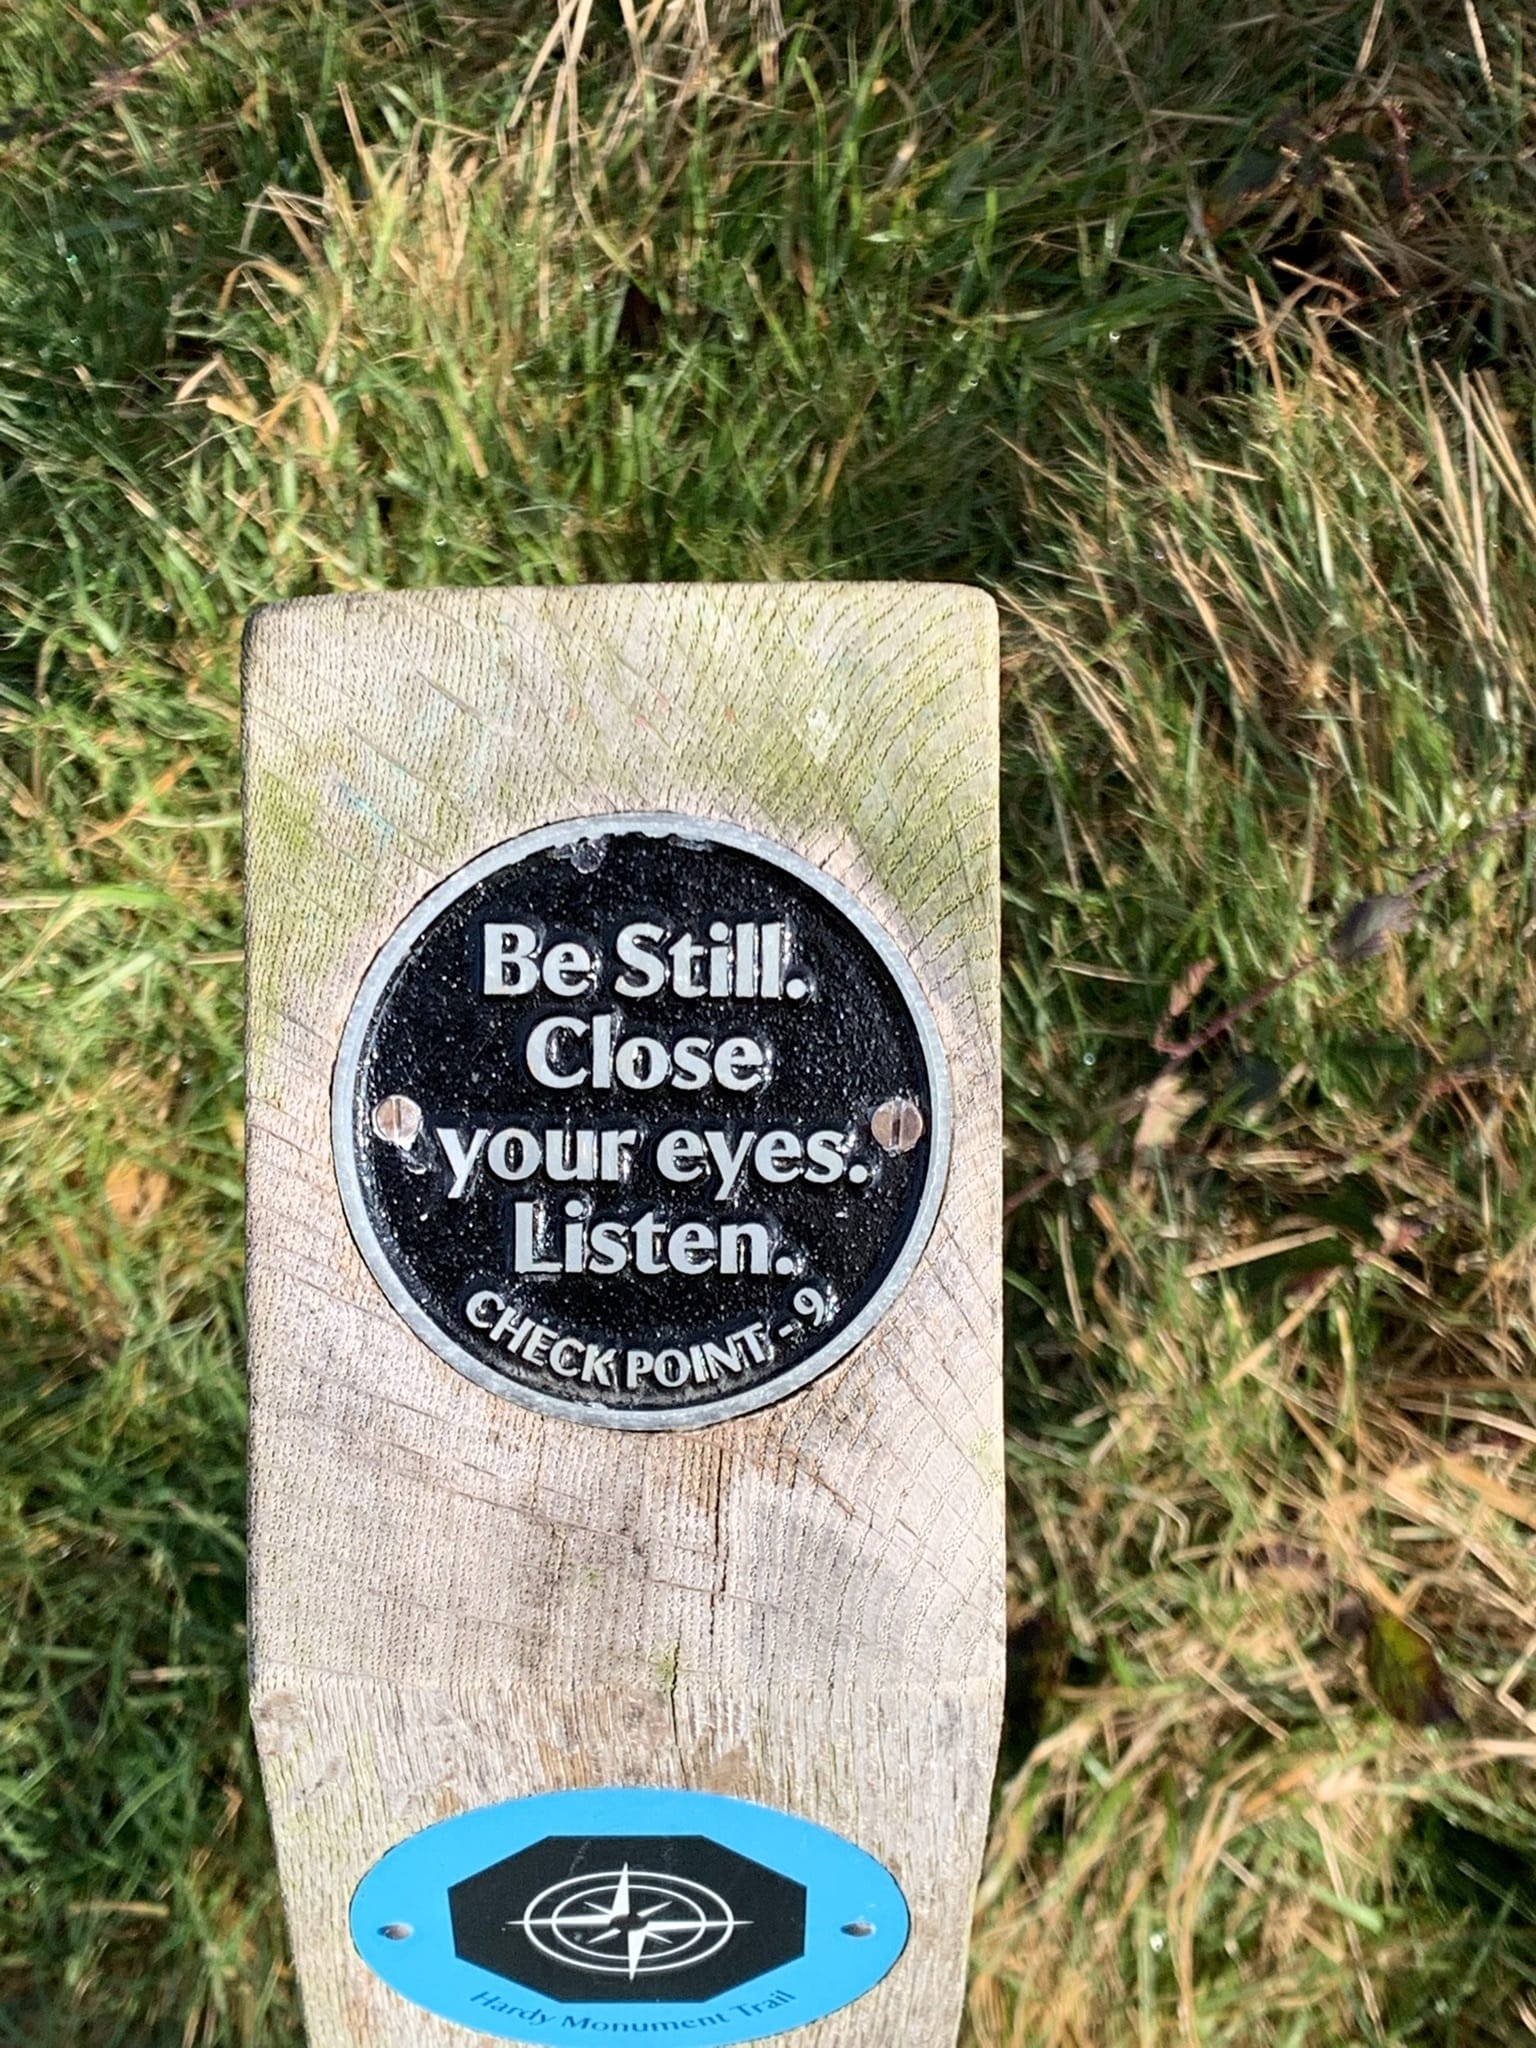 Be Still.
Close
your eyes.
Listen.
CHECK POINT - 9
Hardy Monument Trail